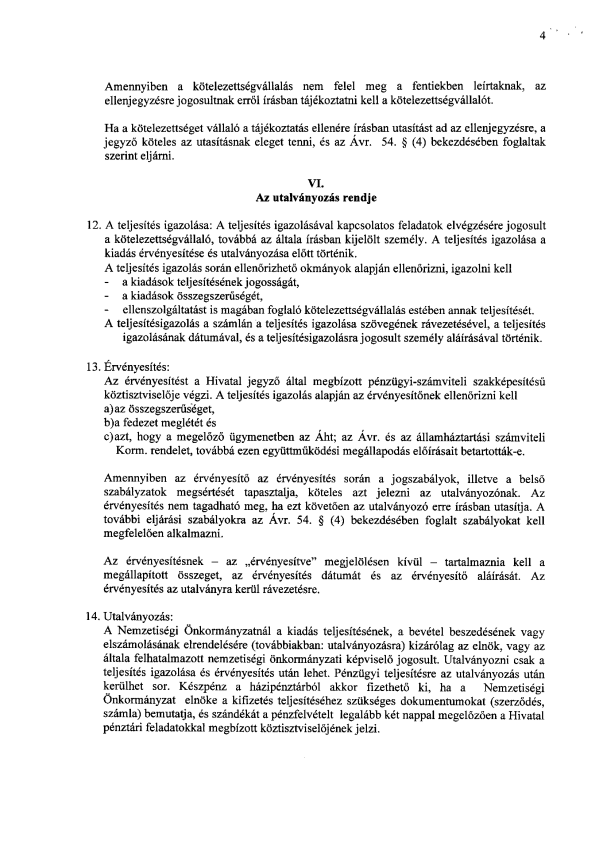 4
Amennyiben a kötelezettségvállalás nem felel meg a fentiekben leírtaknak, az
ellenjegyzésre jogosultnak erről írásban tájékoztatni kell a kötelezettségvállalót.
Ha a kötelezettséget vállaló a tájékoztatás ellenére írásban utasítást ad az ellenjegyzésre, a
jegyző köteles az utasításnak eleget tenni, és az Ávr. 54. § (4) bekezdésében foglaltak
szerint eljárni.
VI.
Az utalványozás rendje
12. A teljesítés igazolása: A teljesítés igazolásával kapcsolatos feladatok elvégzésére jogosult
a kötelezettségvállaló, továbbá az általa írásban kijelölt személy. A teljesítés igazolása a
kiadás érvényesítése és utalványozása előtt történik.
A teljesítés igazolás során ellenőrizhető okmányok alapján ellenőrizni, igazolni kell
- a kiadások teljesítésének jogosságát,
- a kiadások összegszerűségét,
- ellenszolgáltatást is magában foglaló kötelezettségvállalás estében annak teljesítését.
A teljesítésigazolás a számlán a teljesítés igazolása szövegének rávezetésével, a teljesítés
igazolásának dátumával, és a teljesítésigazolásra jogosult személy aláírásával történik.
13. Érvényesítés:
Az érvényesítést a Hivatal jegyző által megbízott pénzügyi-számviteli szakképesítésű
köztisztviselője végzi. A teljesítés igazolás alapján az érvényesítőnek ellenőrizni kell
a) az összegszerűséget,
b) a fedezet meglétét és
c) azt, hogy a megelőző ügymenetben az Áht; az Ávr. és az államháztartási számviteli
Korm. rendelet, továbbá ezen együttműködési megállapodás előírásait betartották-e.
Amennyiben az érvényesítő az érvényesítés során a jogszabályok, illetve a belső
szabályzatok megsértését tapasztalja, köteles azt jelezni az utalványozónak. Az
érvényesítés nem tagadható meg, ha ezt követően az utalványozó erre írásban utasítja. A
további eljárási szabályokra az Ávr. 54. § (4) bekezdésében foglalt szabályokat kell
megfelelően alkalmazni.
Az érvényesítésnek – az „érvényesítve” megjelölésen kívül – tartalmaznia kell a
megállapított összeget, az érvényesítés dátumát és az érvényesítő aláírását. Az
érvényesítés az utalványra kerül rávezetésre.
14. Utalványozás:
A Nemzetiségi Önkormányzatnál a kiadás teljesítésének, a bevétel beszedésének vagy
elszámolásának elrendelésére (továbbiakban: utalványozásra) kizárólag az elnök, vagy az
általa felhatalmazott nemzetiségi önkormányzati képviselő jogosult. Utalványozni csak a
teljesítés igazolása és érvényesítés után lehet. Pénzügyi teljesítésre az utalványozás után
kerülhet sor. Készpénz a házipénztárból akkor fizethető ki, ha a Nemzetiségi
Önkormányzat elnöke a kifizetés teljesítéséhez szükséges dokumentumokat (szerződés,
számla) bemutatja, és szándékát a pénzfelvételt legalább két nappal megelőzően a Hivatal
pénztári feladatokkal megbízott köztisztviselőjének jelzi.